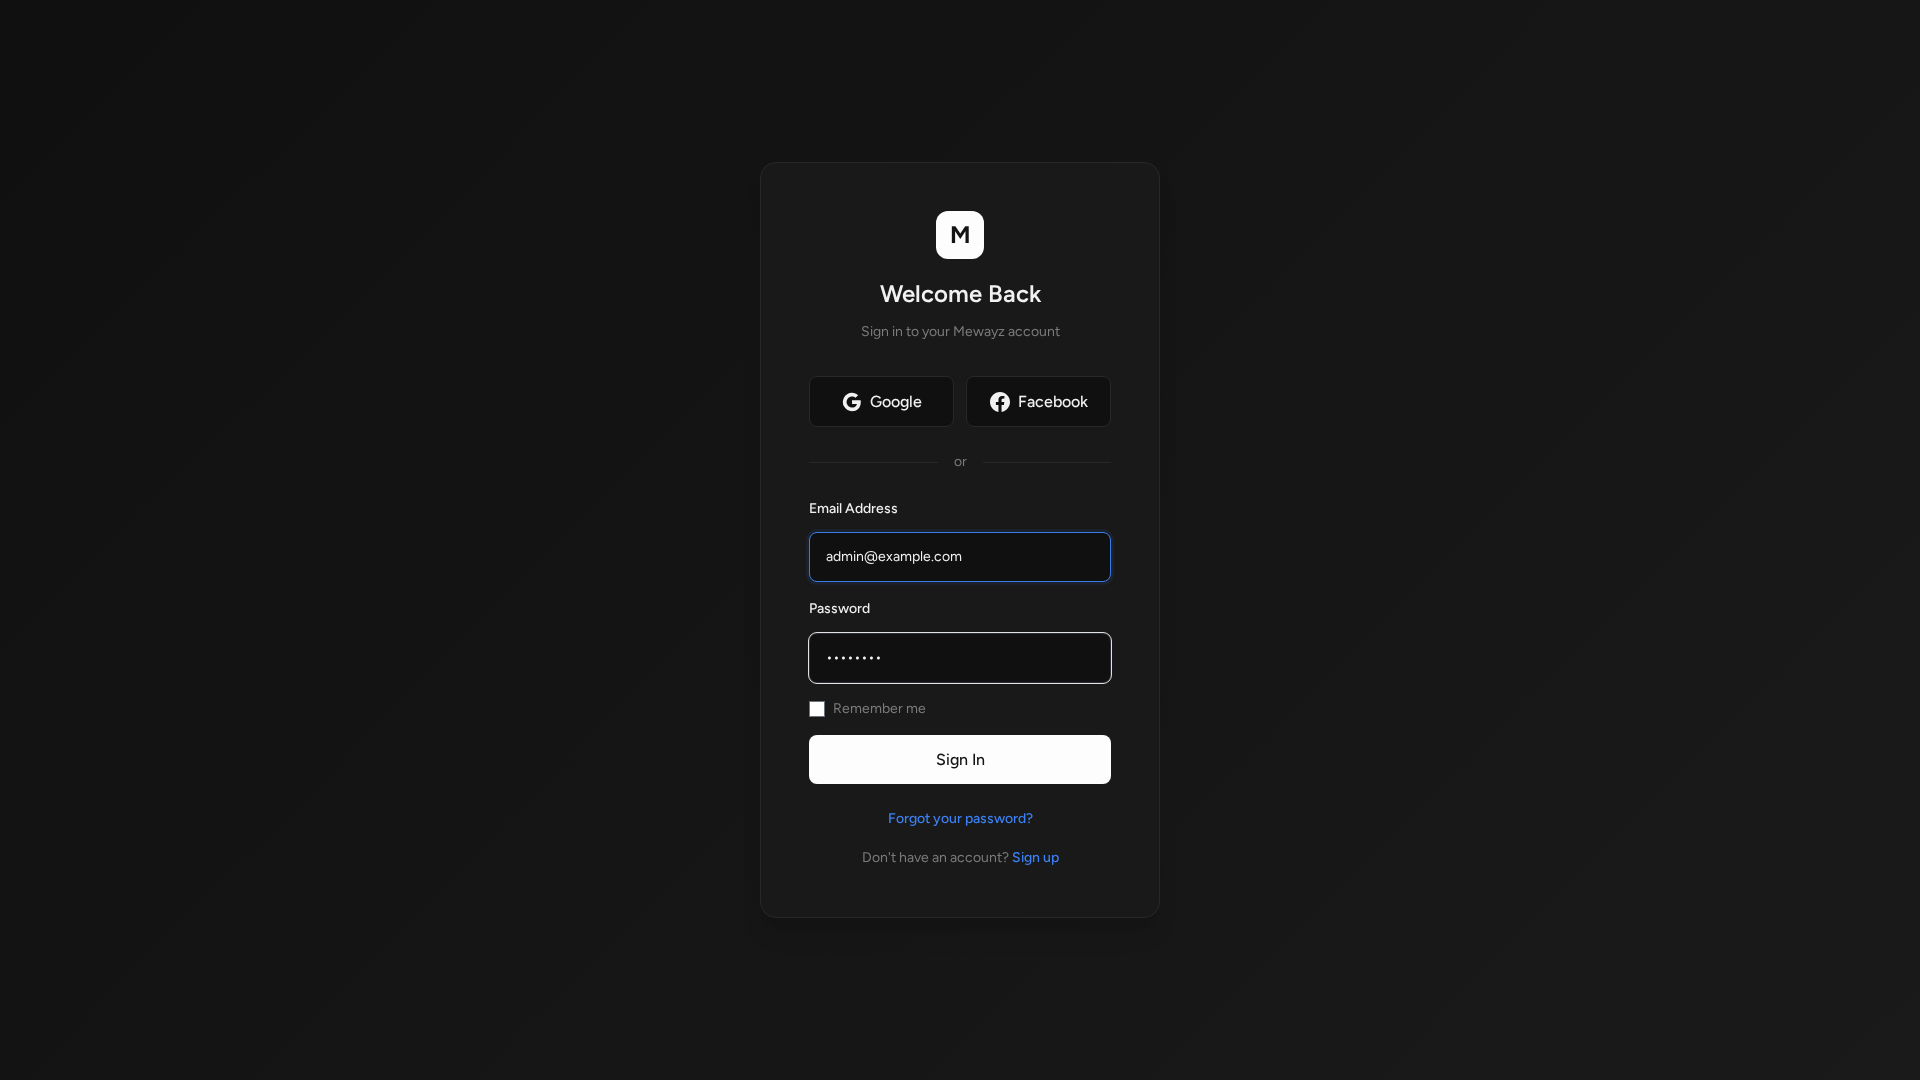 M
Welcome Back
Sign in to your Mewayz account
Google
Facebook
or
Email Address
admin@example.com
Password
••••••••
Remember me
Sign In
Forgot your password?
Don't have an account? Sign up